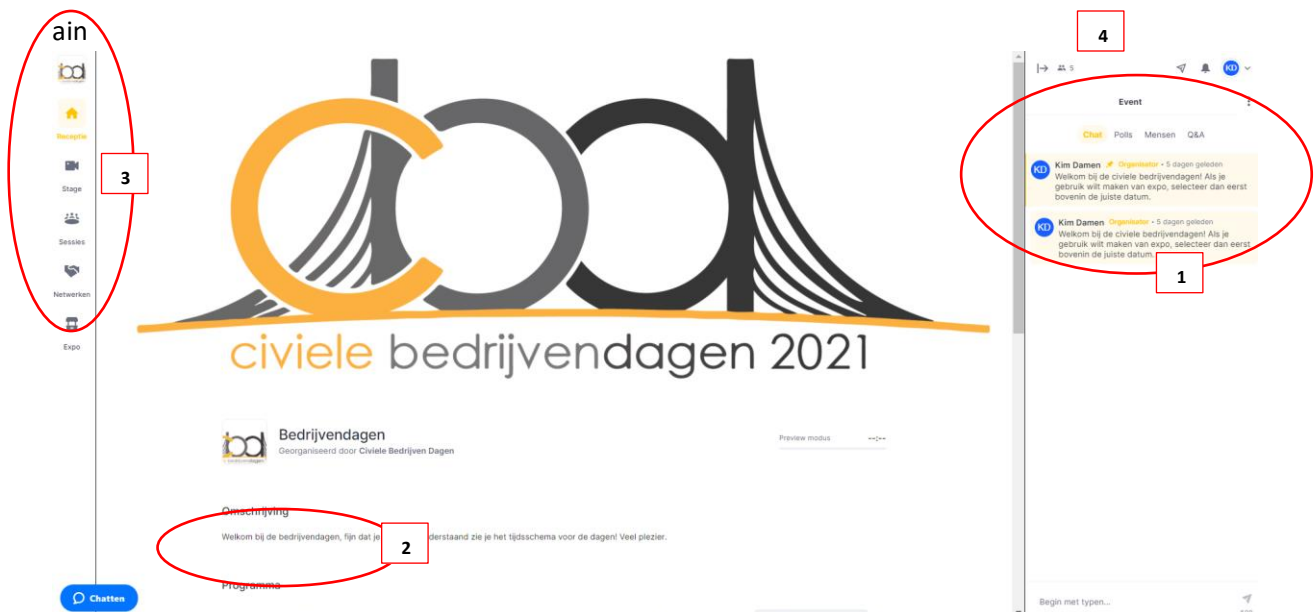 ain
4
5
KD
Event
Receptie
Chat Polls Mensen Q&A
3
Stage
KD
Kim Damen Organisator • 5 dagen geleden
Welkom bij de civiele bedrijvendagen! Als je
gebruik wilt maken van expo, selecteer dan eerst
bovenin de juiste datum.
Sessies
KD
Kim Damen Organisator • 5 dagen geleden
Welkom bij de civiele bedrijvendagen! Als je
gebruik wilt maken van expo, selecteer dan eerst
bovenin de juiste datum.
1
Netwerken
Expo
cbd
civiele bedrijvendagen 2021
Bedrijvendagen
Georganiseerd door Civiele Bedrijven Dagen
Preview modus --:--
Omschrijving
Welkom bij de bedrijvendagen, fijn dat je derstaand zie je het tijdsschema voor de dagen! Veel plezier.
2
Programma
Chatten
Begin met typen...